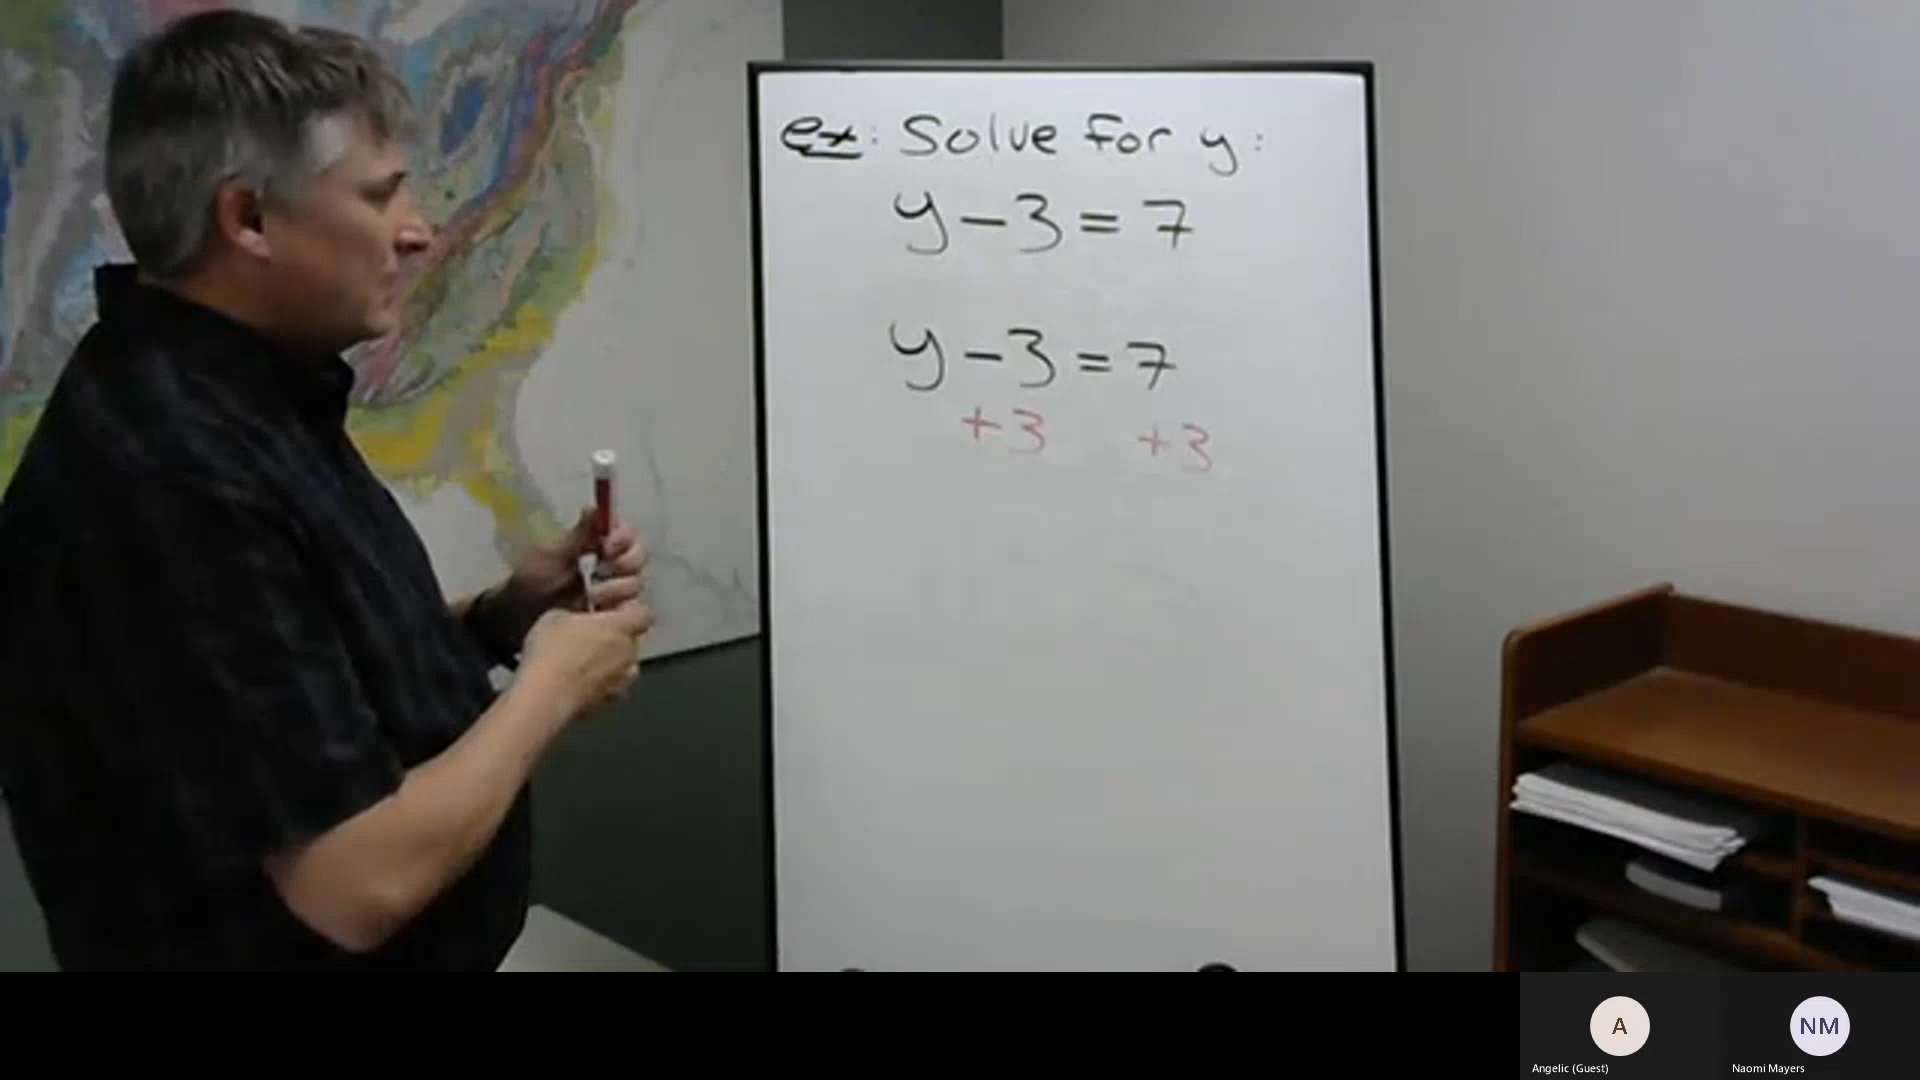 ex: Solve for y:
y - 3 = 7
y - 3 = 7
+3 +3
A
NM
Angelic (Guest)
Naomi Mayers